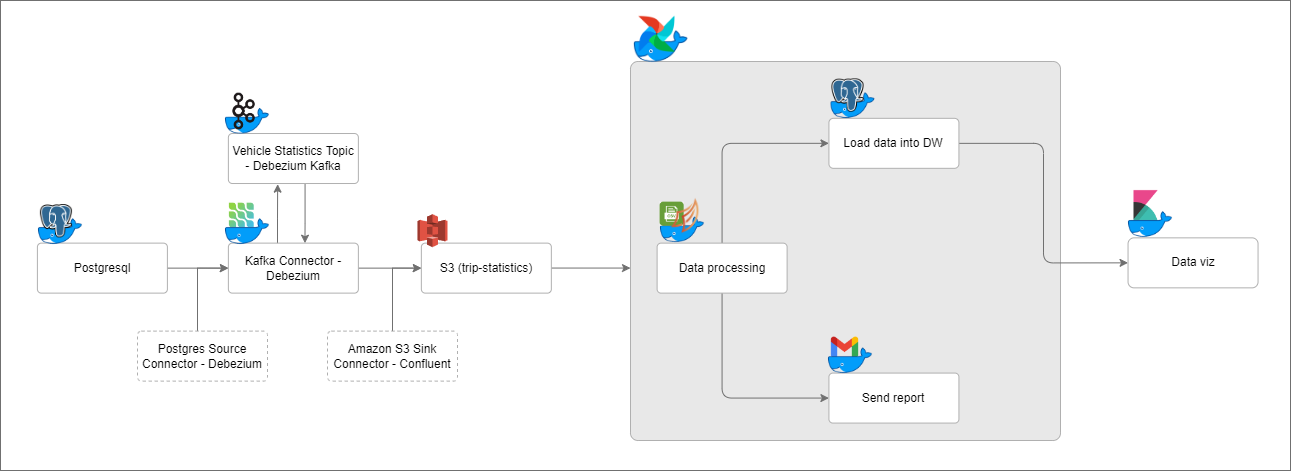 Load data into DW
Vehicle Statistics Topic
- Debezium Kafka
CSV
Postgresql
Kafka Connector -
Debezium
S3 (trip-statistics)
Data processing
Data viz
Postgres Source
Connector - Debezium
Amazon S3 Sink
Connector - Confluent
Send report